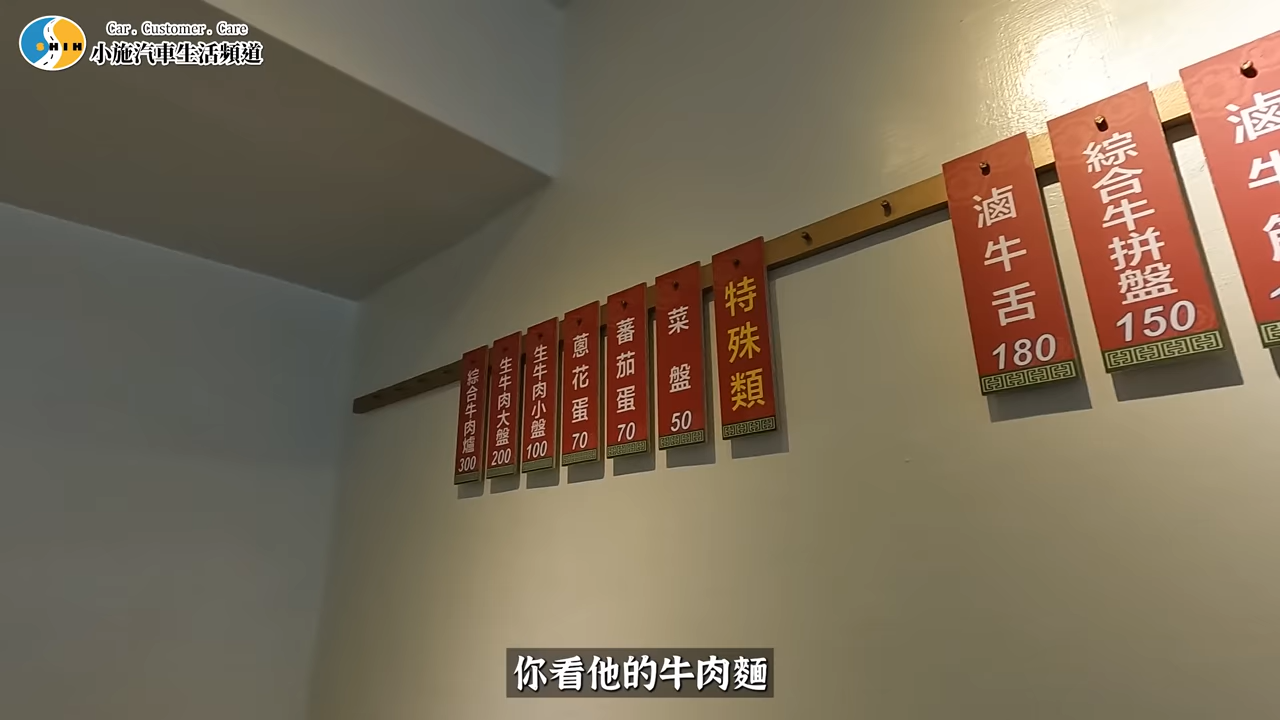 Car. Customer. Care
SHIH
小施汽車生活頻道
綜合牛肉爐
300
生牛肉大盤
200
生牛肉小盤
100
蔥花蛋
70
蕃茄蛋
70
菜盤
50
特殊類
滷牛舌
180
綜合牛拼盤
150
滷牛
你看他的牛肉麵